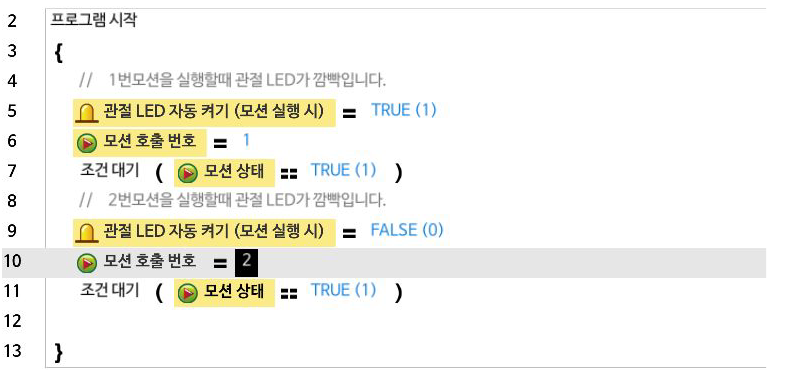 2 프로그램 시작
3 {
4 // 1번모션을 실행할때 관절 LED가 깜빡입니다.
5 관절 LED 자동 켜기 (모션 실행 시) = TRUE (1)
6 모션 호출 번호 = 1
7 조건 대기 ( 모션 상태 == TRUE (1) )
8 // 2번모션을 실행할때 관절 LED가 깜빡입니다.
9 관절 LED 자동 켜기 (모션 실행 시) = FALSE (0)
10 모션 호출 번호 = 2
11 조건 대기 ( 모션 상태 == TRUE (1) )
12
13 }